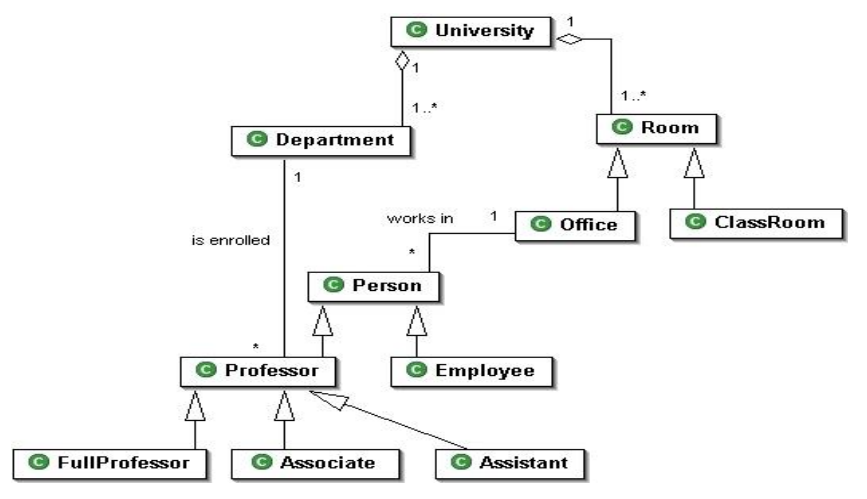 C University
1
1
1..*
1..*
C Department
C Room
1
works in
1
C Office
C ClassRoom
is enrolled
*
C Person
*
C Professor
C Employee
C FullProfessor
C Associate
C Assistant